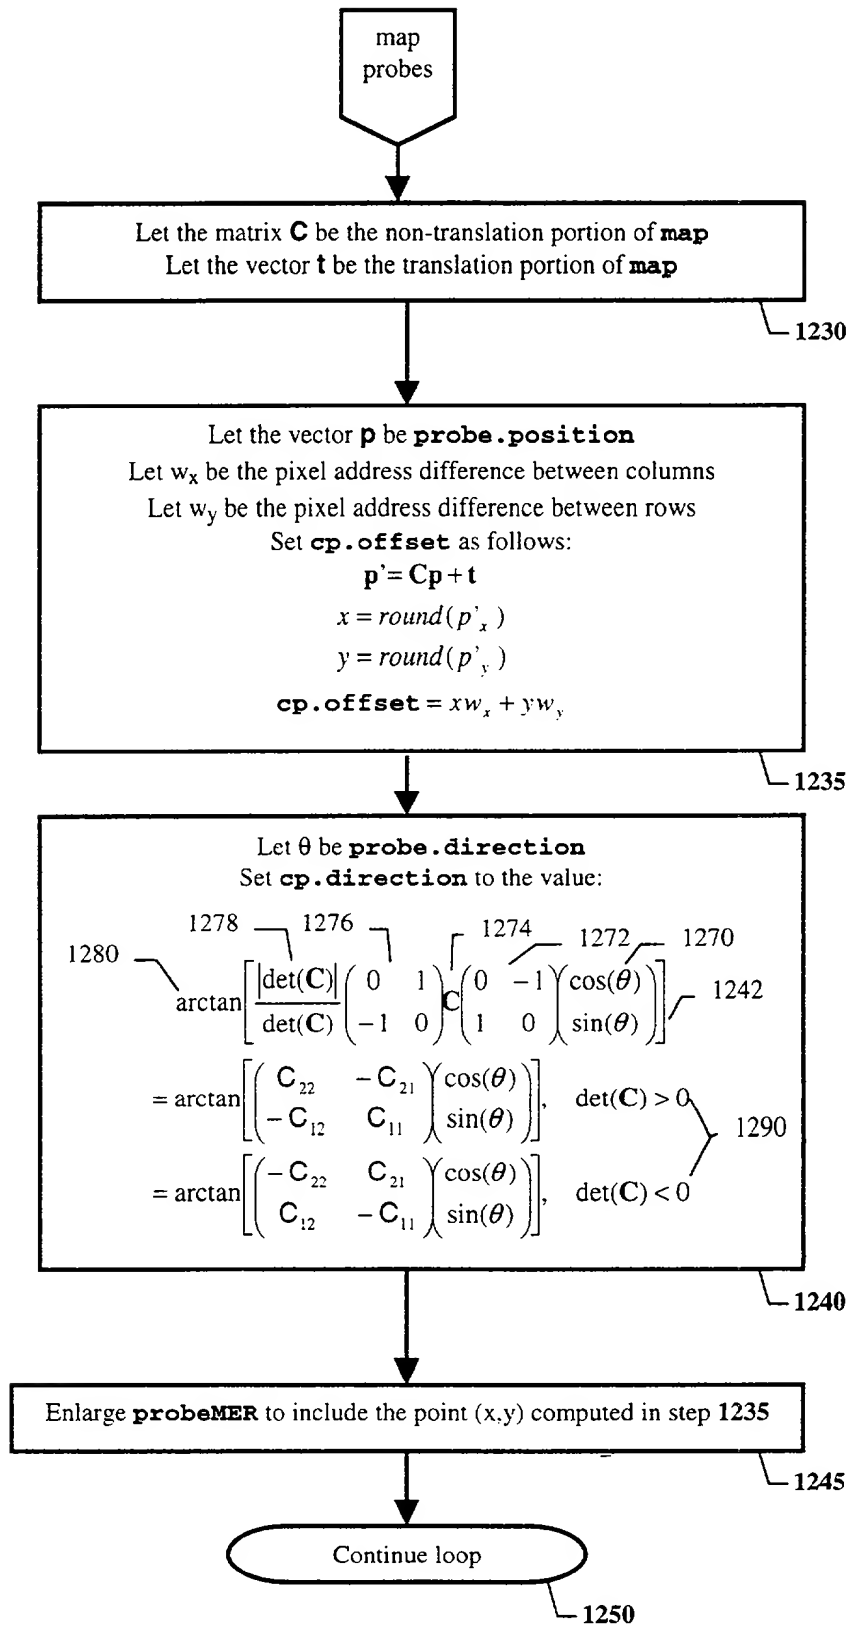 map
probes
Let the matrix C be the non-translation portion of map
Let the vector t be the translation portion of map
1230
Let the vector p be probe.position
Let wx be the pixel address difference between columns
Let wy be the pixel address difference between rows
Set cp.offset as follows:
p'= Cp + t
x = round(p'x)
y = round(p'y)
cp.offset = xwx + ywy
1235
Let θ be probe.direction
Set cp.direction to the value:
1280 1278 1276 1274 1272 1270
arctan[|det(C)|/det(C) (0 1; -1 0) C (0 -1; 1 0) (cos(θ); sin(θ))] 1242
= arctan[(C22 -C21; -C12 C11) (cos(θ); sin(θ))], det(C) > 0
1290
= arctan[(-C22 C21; C12 -C11) (cos(θ); sin(θ))], det(C) < 0
1240
Enlarge probeMER to include the point (x,y) computed in step 1235
1245
Continue loop
1250